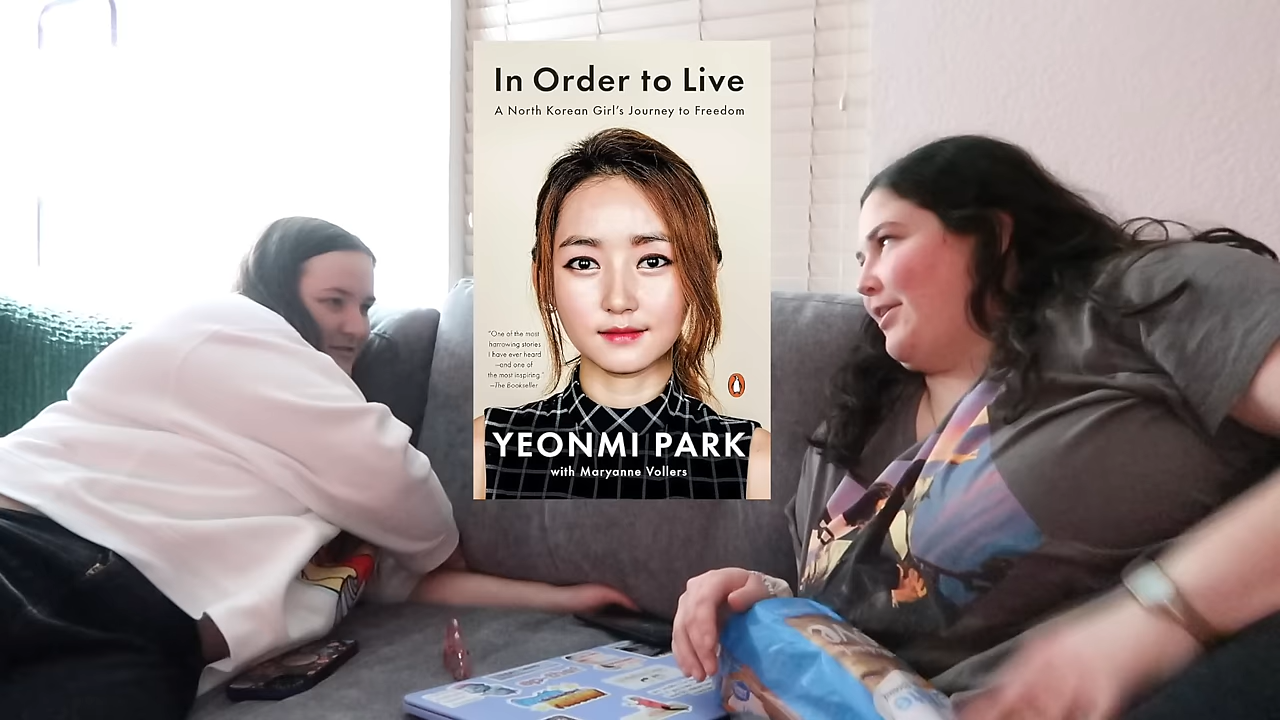 In Order to Live
A North Korean Girl's Journey to Freedom
"One of the most
harrowing stories
I have ever heard
—and one of
the most inspiring."
—The Bookseller
YEONMI PARK
with Maryanne Vollers